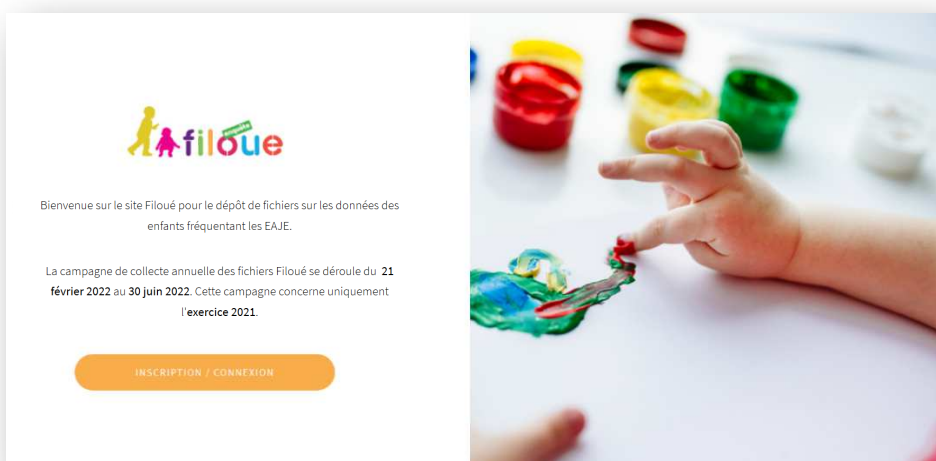 enquête
filoue
Bienvenue sur le site Filoué pour le dépôt de fichiers sur les données des
enfants fréquentant les EAJE.
La campagne de collecte annuelle des fichiers Filoué se déroule du 21
février 2022 au 30 juin 2022. Cette campagne concerne uniquement
l'exercice 2021.
INSCRIPTION / CONNEXION